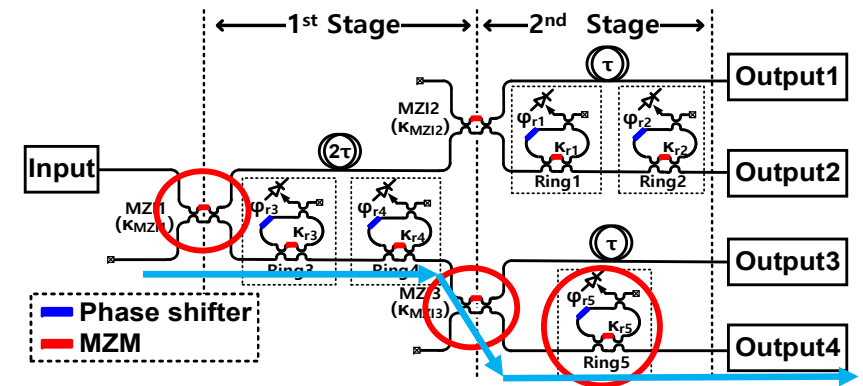 1st Stage
2nd Stage
τ
Output1
MZI2
(κMZI2)
φr1
κr1
Ring1
φr2
κr2
Ring2
2τ
Input
Output2
MZI1
(κMZI1)
φr3
κr3
Ring3
φr4
κr4
Ring4
τ
Output3
MZI3
(κMZI3)
φr5
κr5
Ring5
Output4
Phase shifter
MZM